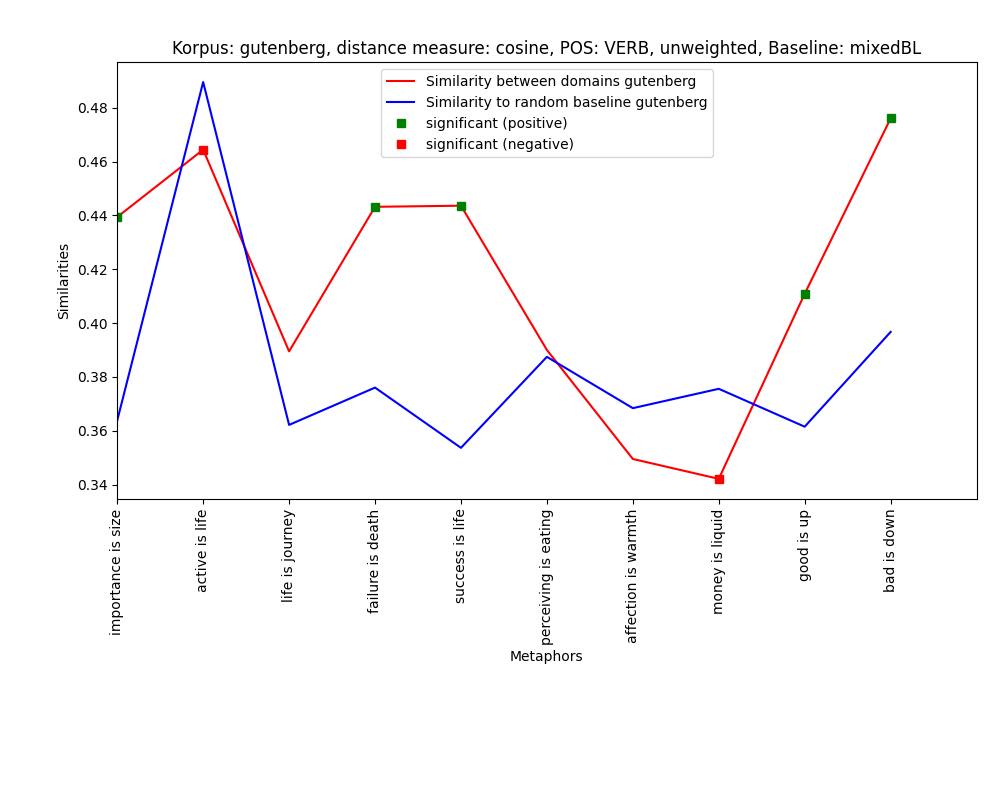 Korpus: gutenberg, distance measure: cosine, POS: VERB, unweighted, Baseline: mixedBL
Similarity between domains gutenberg
Similarity to random baseline gutenberg
significant (positive)
significant (negative)
Similarities
0.48
0.46
0.44
0.42
0.40
0.38
0.36
0.34
importance is size
active is life
life is journey
failure is death
success is life
perceiving is eating
affection is warmth
money is liquid
good is up
bad is down
Metaphors